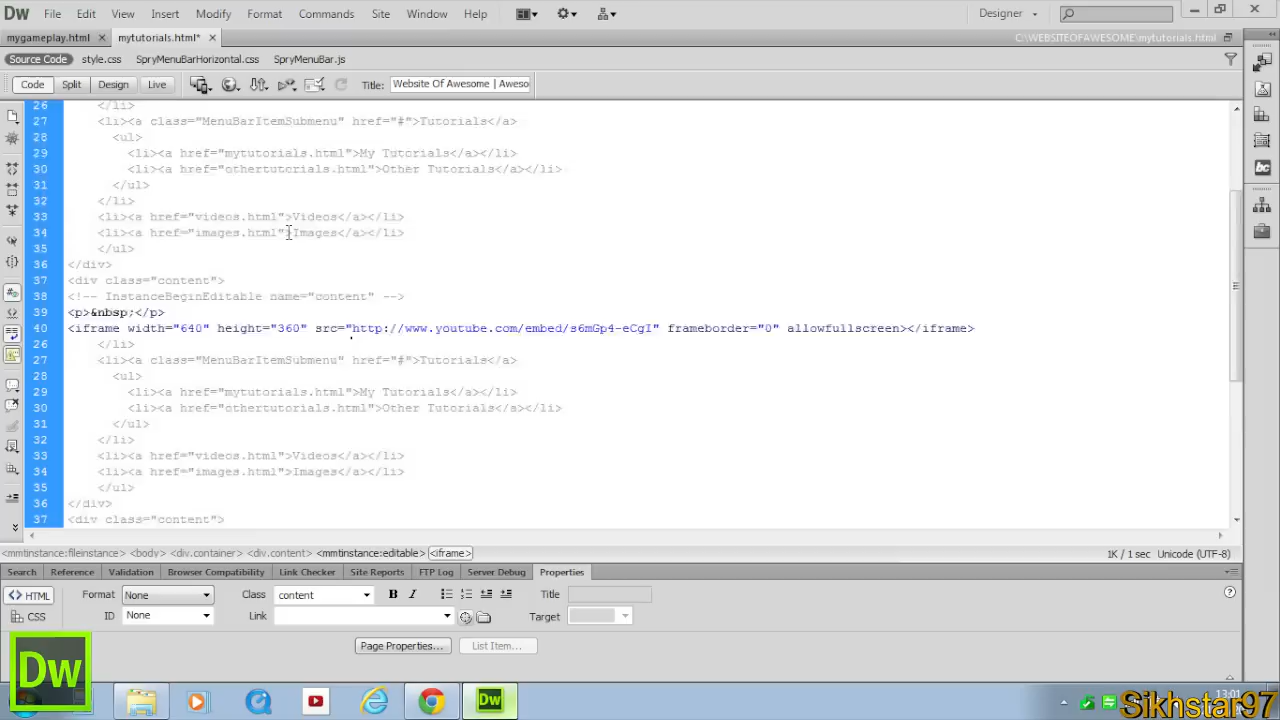 Dw File Edit View Insert Modify Format Commands Site Window Help Designer
mygameplay.html mytutorials.html* C:\WEBSITEOFAWESOME\mytutorials.html
Source Code style.css SpryMenuBarHorizontal.css SpryMenuBar.js
Code Split Design Live Title: Website Of Awesome | Aweso
26 </li>
27 <li><a class="MenuBarItemSubmenu" href="#">Tutorials</a>
28 <ul>
29 <li><a href="mytutorials.html">My Tutorials</a></li>
30 <li><a href="othertutorials.html">Other Tutorials</a></li>
31 </ul>
32 </li>
33 <li><a href="videos.html">Videos</a></li>
34 <li><a href="images.html">Images</a></li>
35 </ul>
36 </div>
37 <div class="content">
38 <!-- InstanceBeginEditable name="content" -->
39 <p>&nbsp;</p>
40 <iframe width="640" height="360" src="http://www.youtube.com/embed/s6mGp4-eCgI" frameborder="0" allowfullscreen></iframe>
26 </li>
27 <li><a class="MenuBarItemSubmenu" href="#">Tutorials</a>
28 <ul>
29 <li><a href="mytutorials.html">My Tutorials</a></li>
30 <li><a href="othertutorials.html">Other Tutorials</a></li>
31 </ul>
32 </li>
33 <li><a href="videos.html">Videos</a></li>
34 <li><a href="images.html">Images</a></li>
35 </ul>
36 </div>
37 <div class="content">
<mmtinstance:fileinstance> <body> <div.container> <div.content> <mmtinstance:editable> <iframe> 1K / 1 sec Unicode (UTF-8)
Search Reference Validation Browser Compatibility Link Checker Site Reports FTP Log Server Debug Properties
<> HTML Format None Class content B I Title
CSS ID None Link Target
Page Properties... List Item...
Dw
Dw
13:01
Sikhstar97